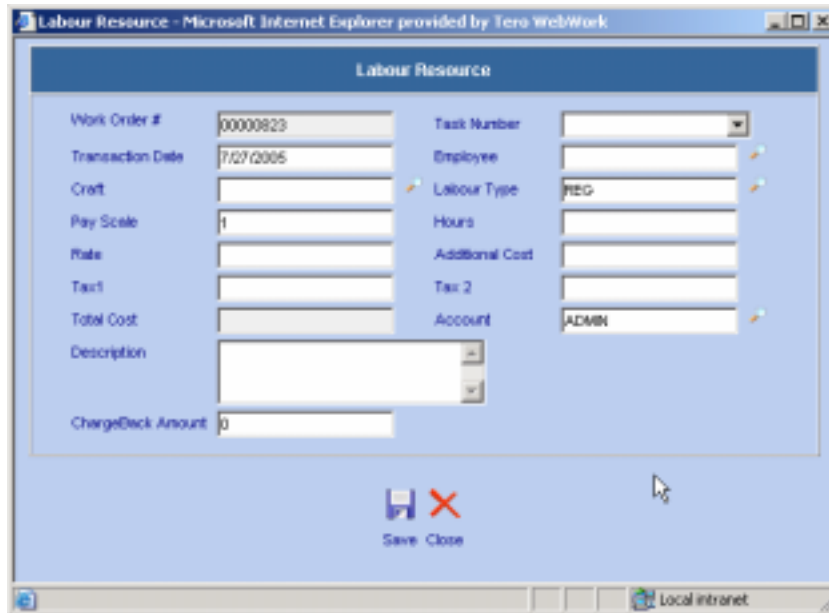 Labour Resource - Microsoft Internet Explorer provided by Tero WebWork
Labour Resource
Work Order # 00000823 Task Number
Transaction Date 7/27/2005 Employee
Craft Labour Type REG
Pay Scale 1 Hours
Rate Additional Cost
Tax1 Tax 2
Total Cost Account ADMIN
Description
ChargeBack Amount 0
Save Close
Local intranet